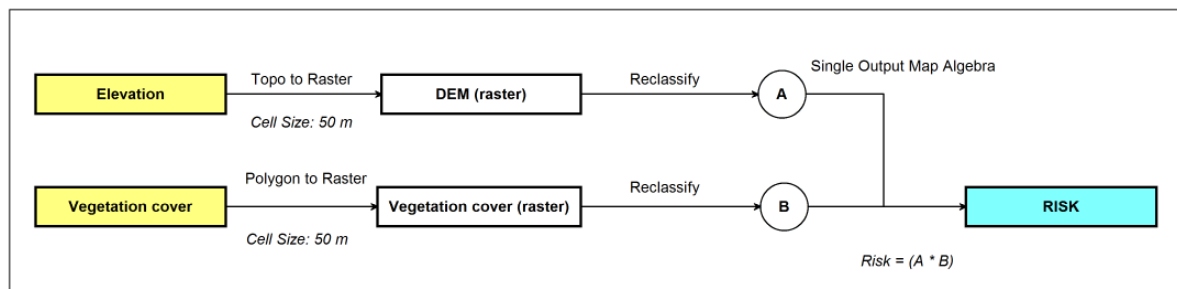 Single Output Map Algebra
Topo to Raster
Reclassify
Elevation
DEM (raster)
A
Cell Size: 50 m
Polygon to Raster
Reclassify
Vegetation cover
Vegetation cover (raster)
B
RISK
Cell Size: 50 m
Risk = (A * B)